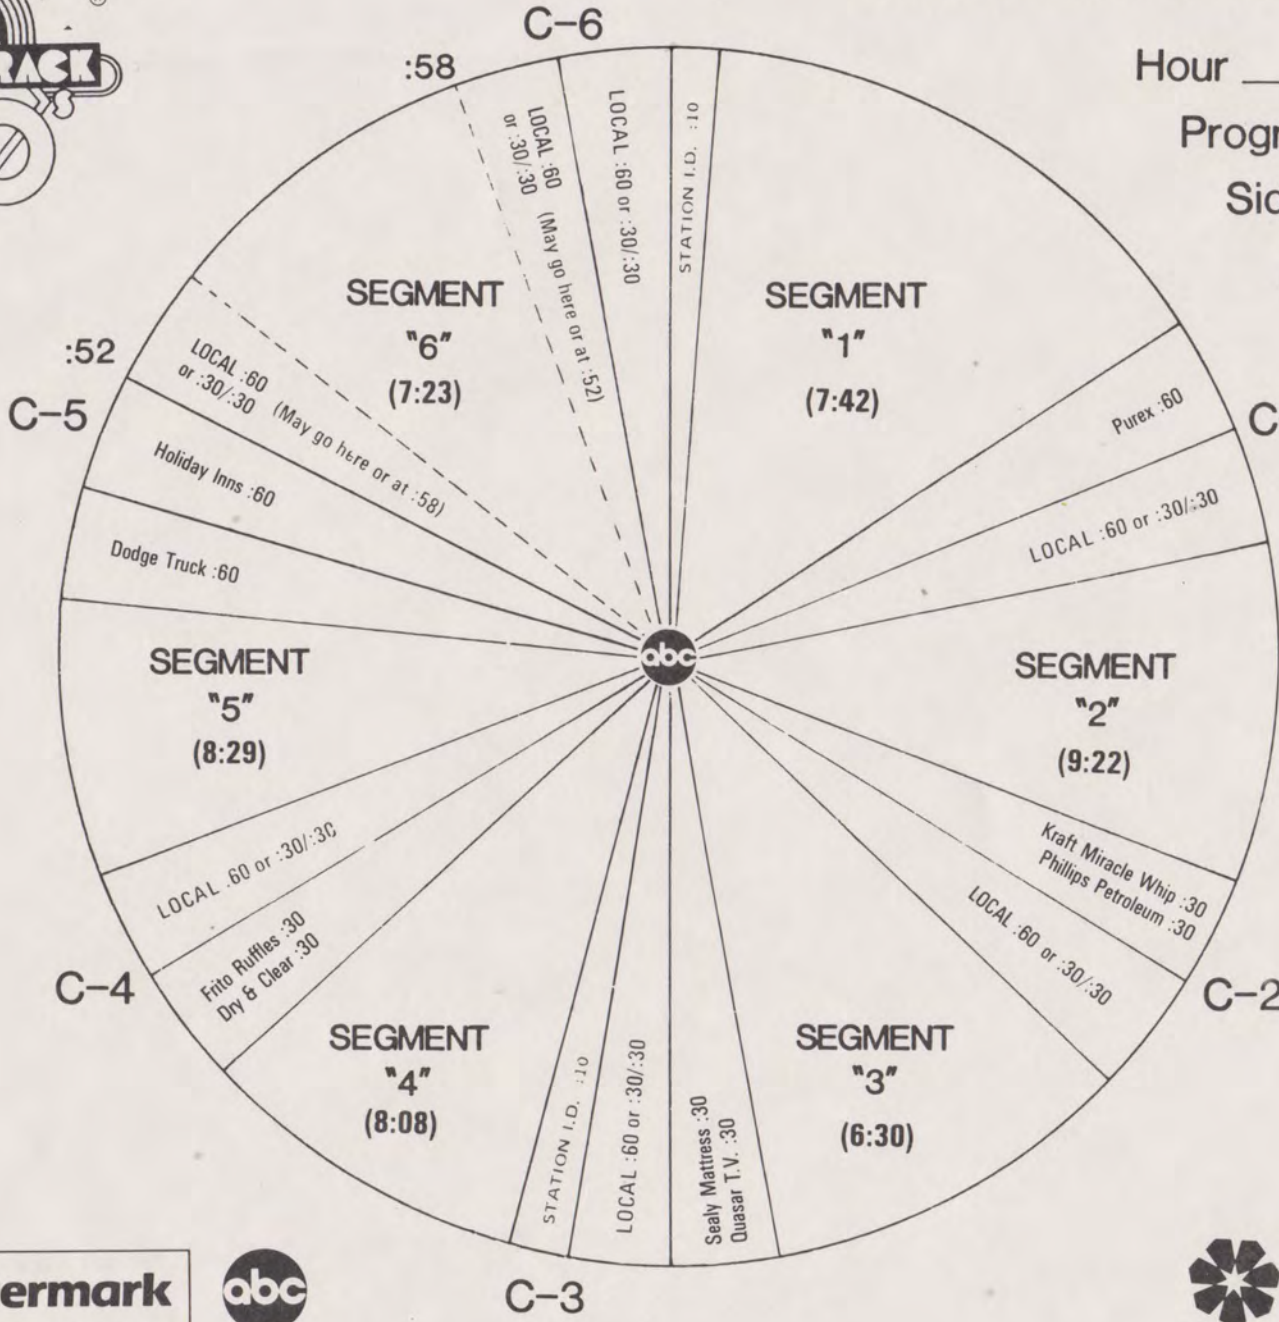 RACK
®
C-6
:58
Hour
LOCAL :60
or :30/:30 (May go here or at :52)
LOCAL :60 or :30/:30
STATION I.D. :10
SEGMENT
"1"
(7:42)
Purex :60
C
LOCAL :60 or :30/:30
SEGMENT
"2"
(9:22)
Kraft Miracle Whip :30
Phillips Petroleum :30
C-2
LOCAL :60 or :30/:30
SEGMENT
"3"
(6:30)
Sealy Mattress :30
Quasar T.V. :30
C-3
LOCAL :60 or :30/:30
STATION I.D. :10
SEGMENT
"4"
(8:08)
Frito Ruffles :30
Dry & Clear :30
C-4
LOCAL :60 or :30/:30
SEGMENT
"5"
(8:29)
Dodge Truck :60
Holiday Inns :60
C-5
:52
LOCAL :60
or :30/:30 (May go here or at :58)
SEGMENT
"6"
(7:23)
abc
ermark
abc